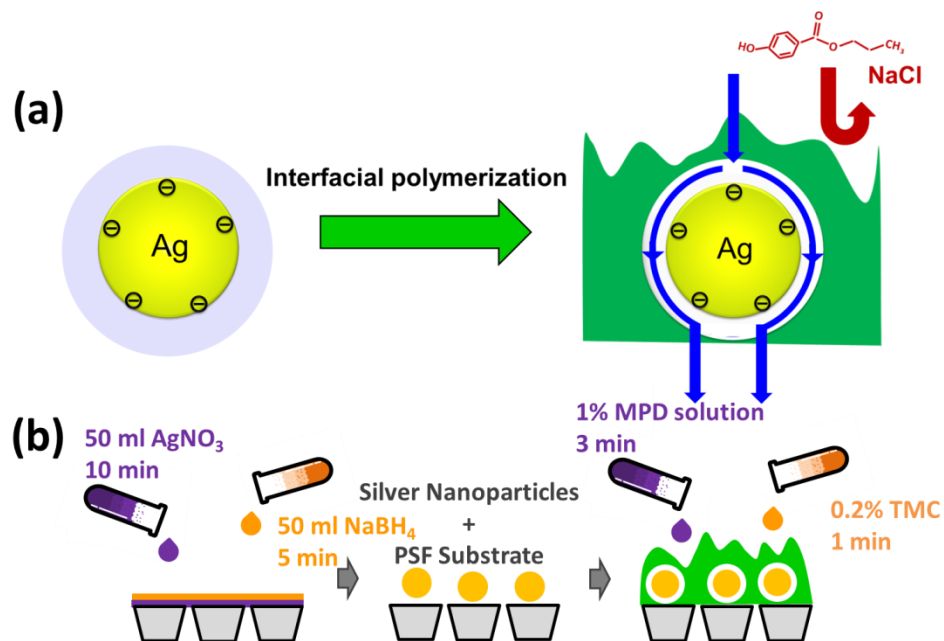 HO
O
O
CH₃
NaCl
(a)
Interfacial polymerization
⊖
⊖
⊖
⊖
⊖
Ag
⊖
⊖
⊖
⊖
⊖
Ag
(b)
50 ml AgNO₃
10 min
50 ml NaBH₄
5 min
Silver Nanoparticles
+
PSF Substrate
1% MPD solution
3 min
0.2% TMC
1 min